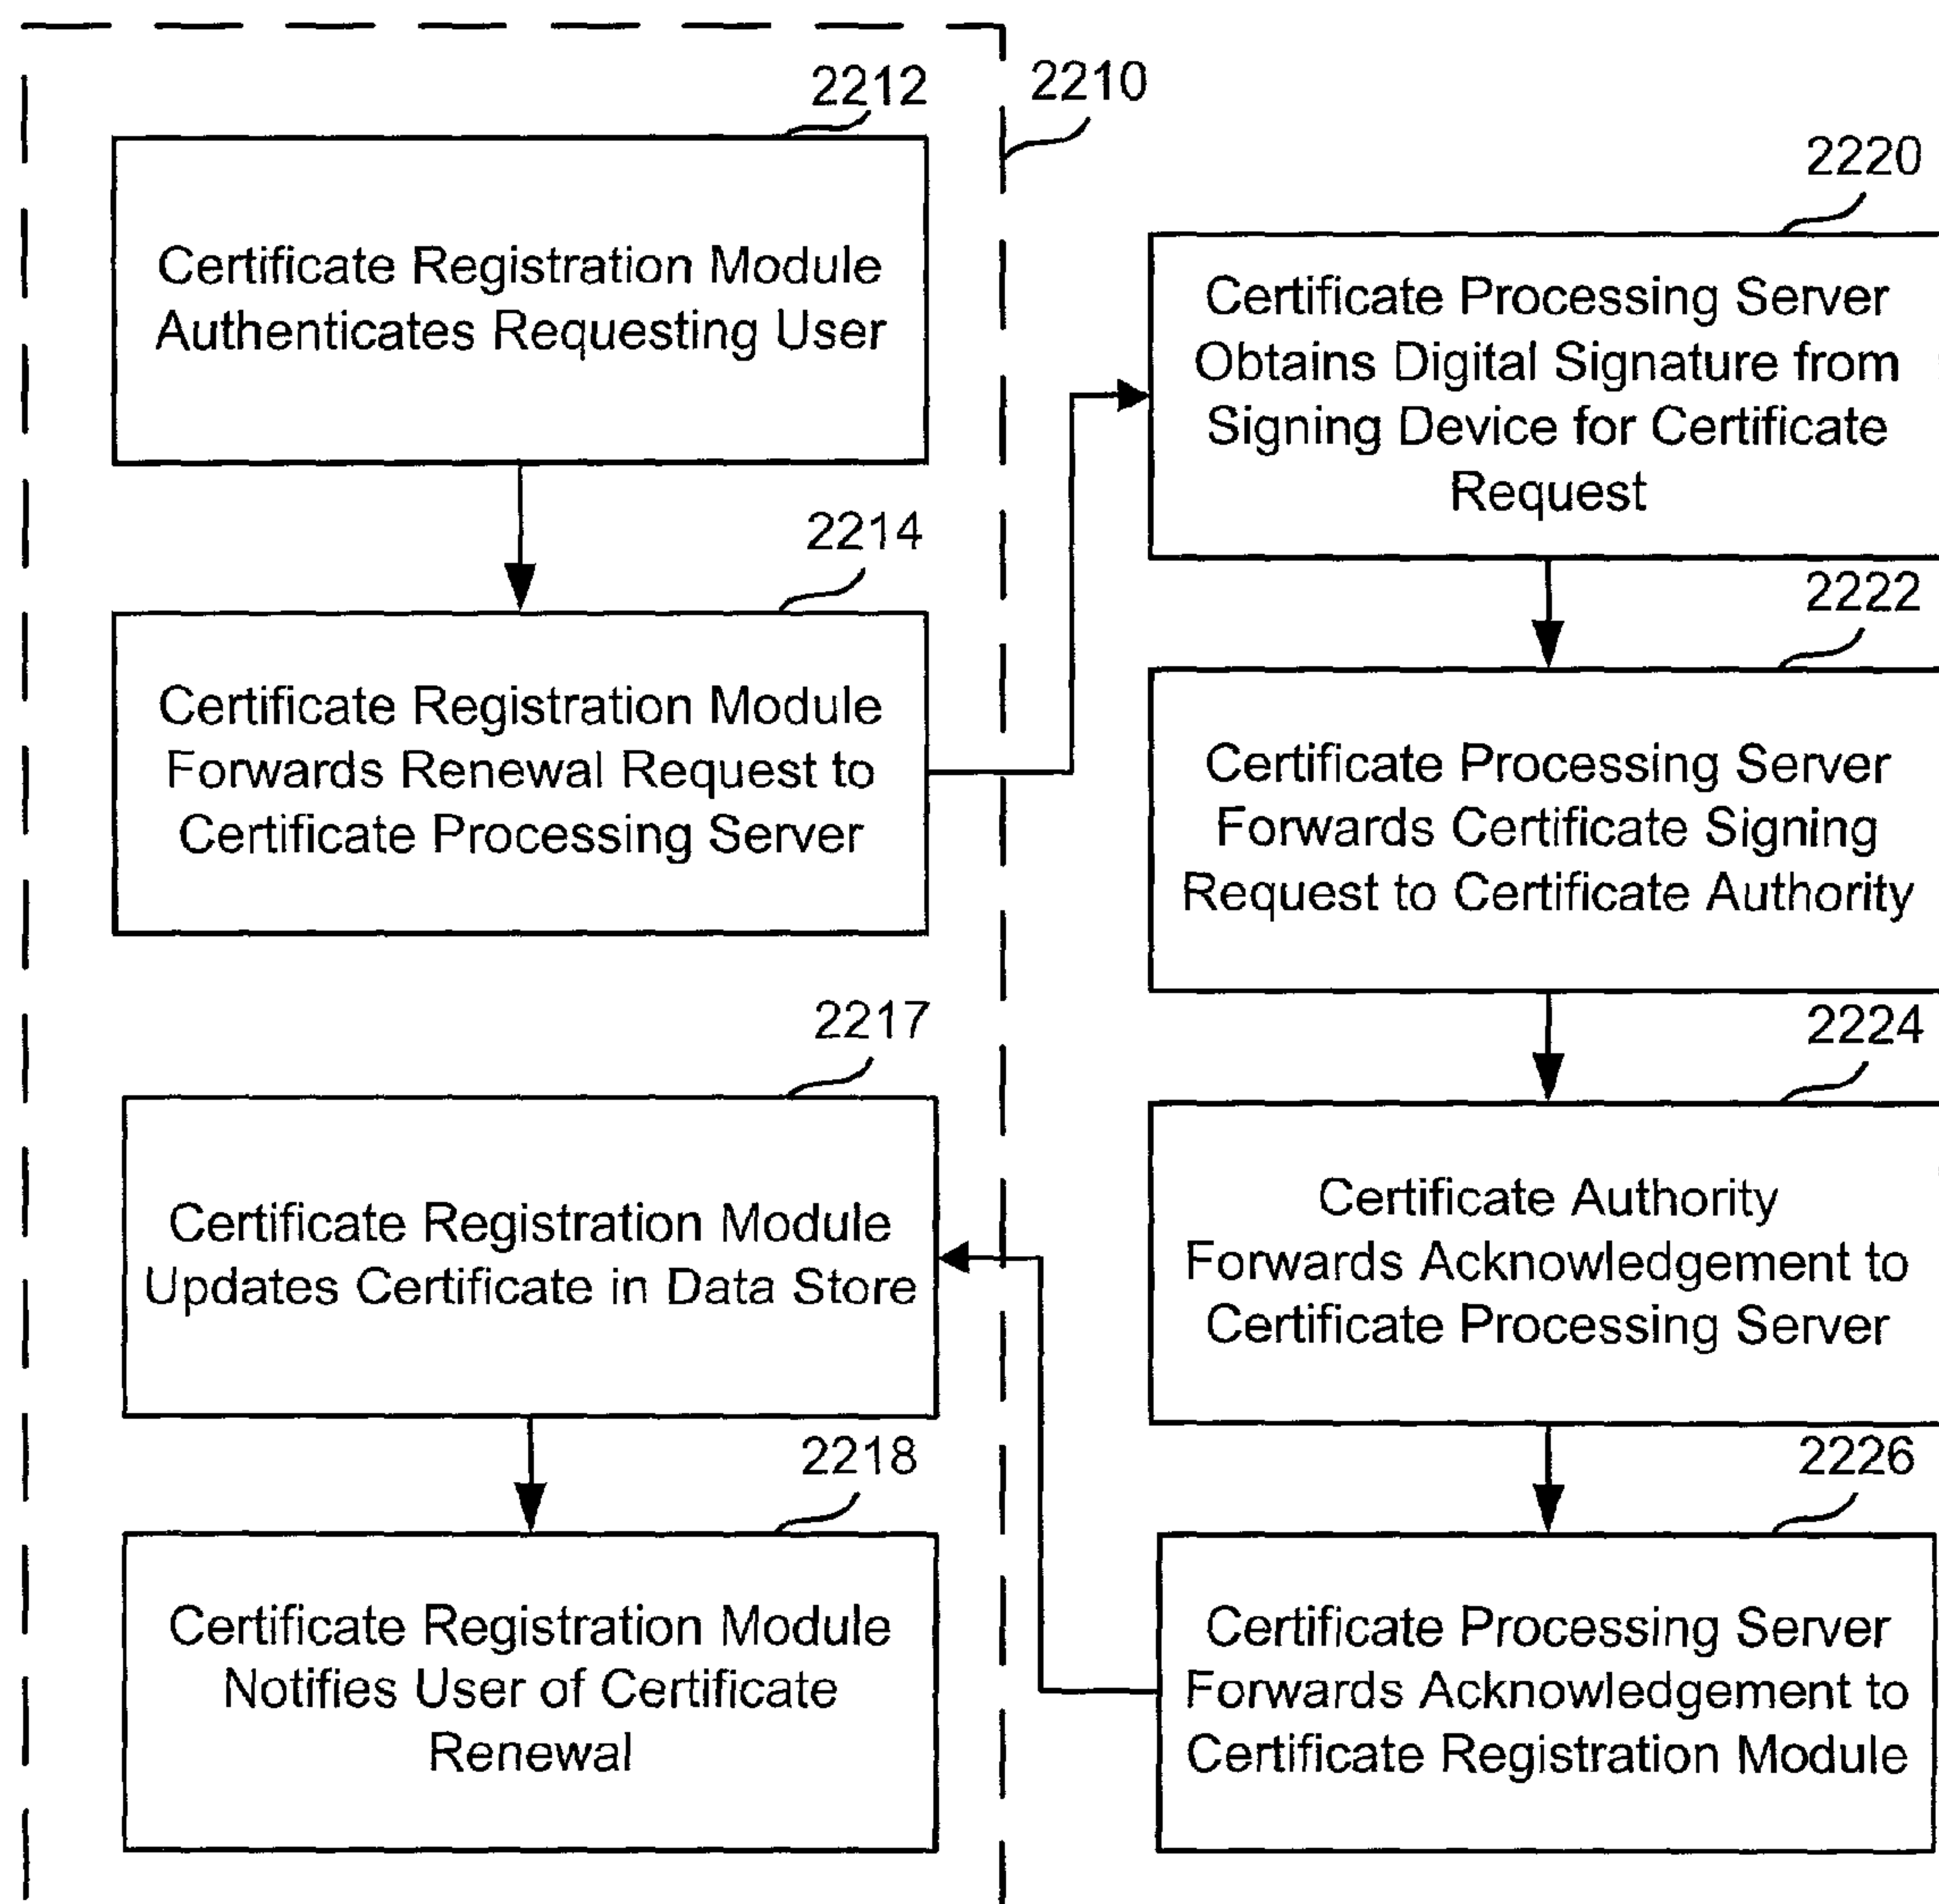 2210
2212
Certificate Registration Module
Authenticates Requesting User
2214
Certificate Registration Module
Forwards Renewal Request to
Certificate Processing Server
2217
Certificate Registration Module
Updates Certificate in Data Store
2218
Certificate Registration Module
Notifies User of Certificate
Renewal
2220
Certificate Processing Server
Obtains Digital Signature from
Signing Device for Certificate
Request
2222
Certificate Processing Server
Forwards Certificate Signing
Request to Certificate Authority
2224
Certificate Authority
Forwards Acknowledgement to
Certificate Processing Server
2226
Certificate Processing Server
Forwards Acknowledgement to
Certificate Registration Module